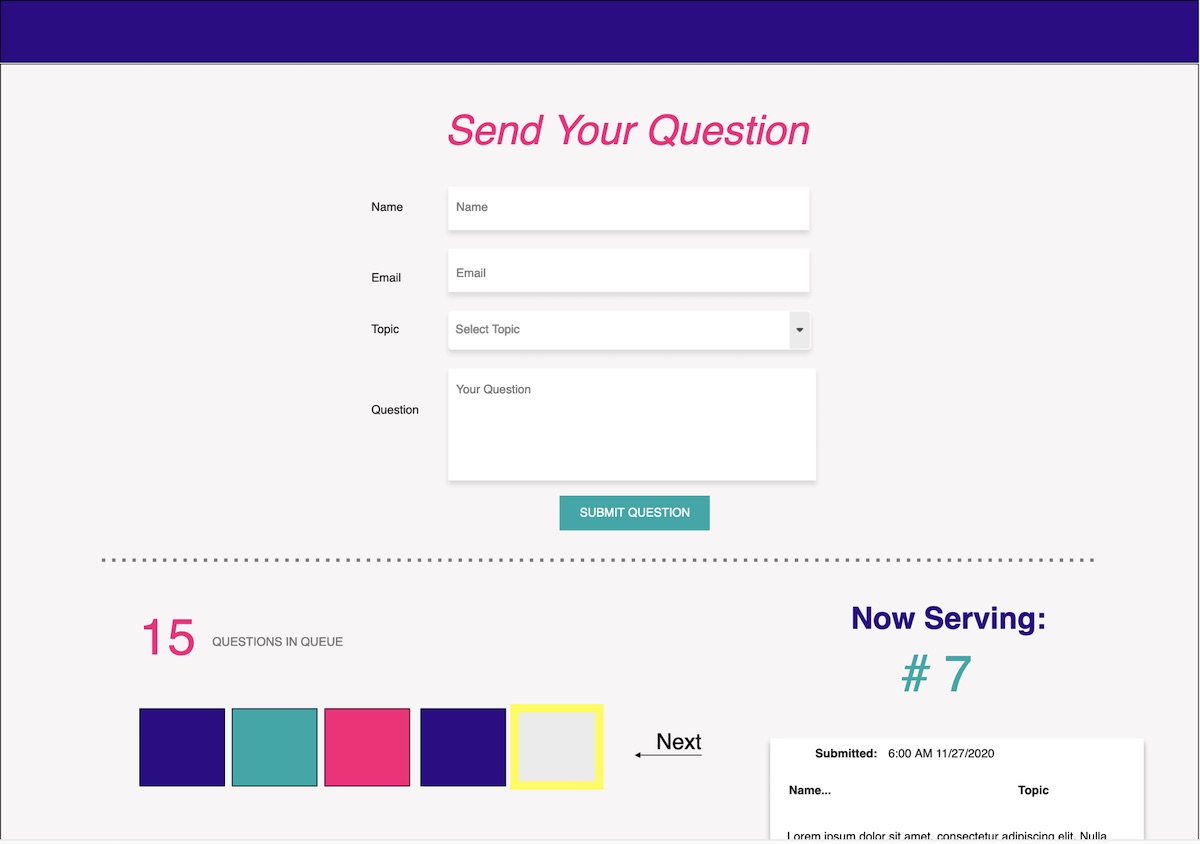 Send Your Question
Name
Name
Email
Email
Topic
Select Topic
Question
Your Question
SUBMIT QUESTION
15 QUESTIONS IN QUEUE
Now Serving:
# 7
Next
Submitted: 6:00 AM 11/27/2020
Name... Topic
Lorem ipsum dolor sit amet, consectetur adipiscing elit. Nulla